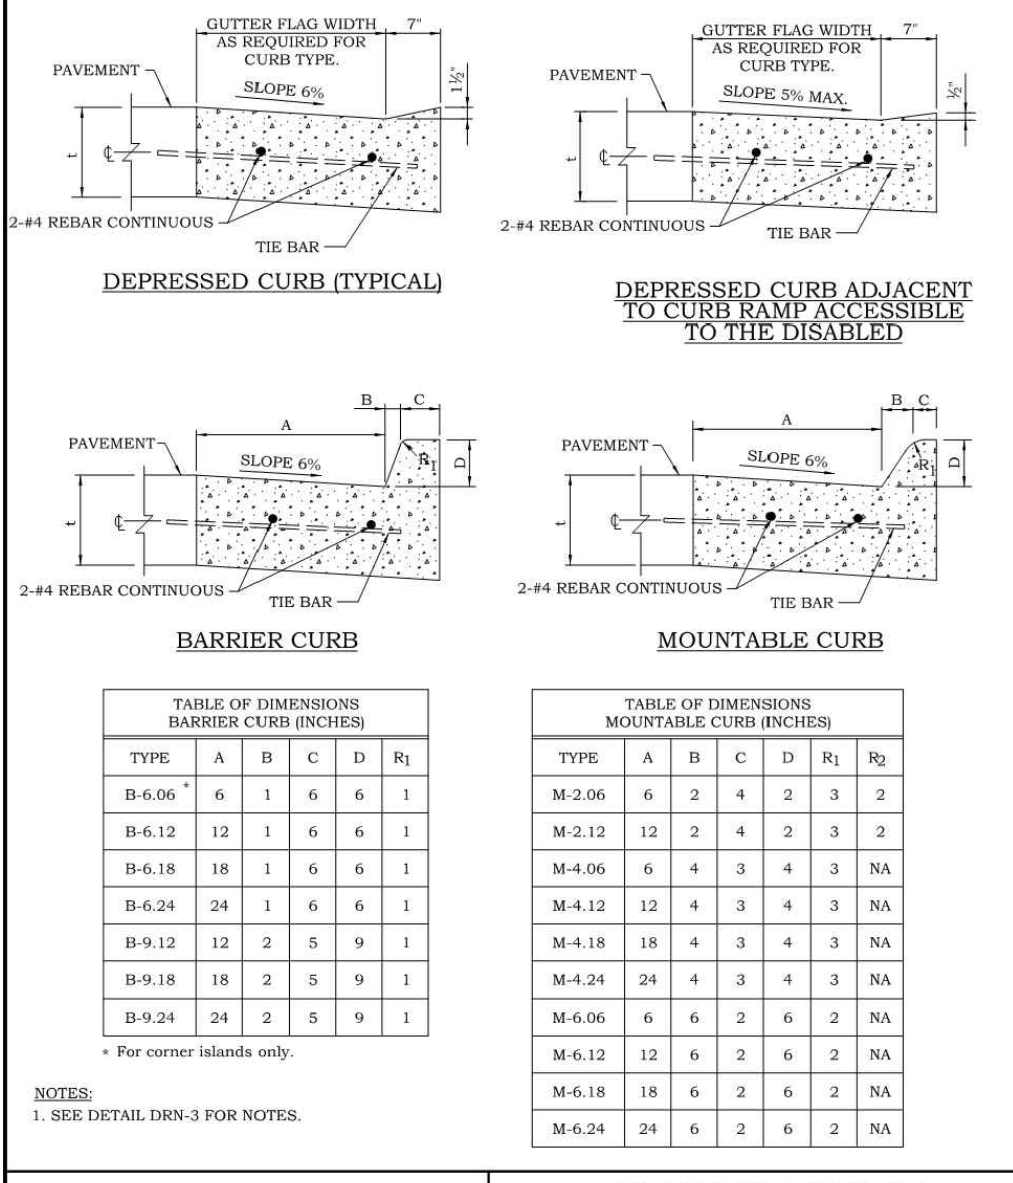 GUTTER FLAG WIDTH
AS REQUIRED FOR
CURB TYPE.
7"
PAVEMENT
SLOPE 6%
1½"
t
℄
2-#4 REBAR CONTINUOUS
TIE BAR
DEPRESSED CURB (TYPICAL)
GUTTER FLAG WIDTH
AS REQUIRED FOR
CURB TYPE.
7"
PAVEMENT
SLOPE 5% MAX.
½"
t
℄
2-#4 REBAR CONTINUOUS
TIE BAR
DEPRESSED CURB ADJACENT
TO CURB RAMP ACCESSIBLE
TO THE DISABLED
B C
A
PAVEMENT
SLOPE 6%
R1
D
t
℄
2-#4 REBAR CONTINUOUS
TIE BAR
BARRIER CURB
B C
A
PAVEMENT
SLOPE 6%
R1
D
t
℄
2-#4 REBAR CONTINUOUS
TIE BAR
MOUNTABLE CURB
TABLE OF DIMENSIONS
BARRIER CURB (INCHES)
TYPE A B C D R1
B-6.06 * 6 1 6 6 1
B-6.12 12 1 6 6 1
B-6.18 18 1 6 6 1
B-6.24 24 1 6 6 1
B-9.12 12 2 5 9 1
B-9.18 18 2 5 9 1
B-9.24 24 2 5 9 1
* For corner islands only.
NOTES:
1. SEE DETAIL DRN-3 FOR NOTES.
TABLE OF DIMENSIONS
MOUNTABLE CURB (INCHES)
TYPE A B C D R1 R2
M-2.06 6 2 4 2 3 2
M-2.12 12 2 4 2 3 2
M-4.06 6 4 3 4 3 NA
M-4.12 12 4 3 4 3 NA
M-4.18 18 4 3 4 3 NA
M-4.24 24 4 3 4 3 NA
M-6.06 6 6 2 6 2 NA
M-6.12 12 6 2 6 2 NA
M-6.18 18 6 2 6 2 NA
M-6.24 24 6 2 6 2 NA